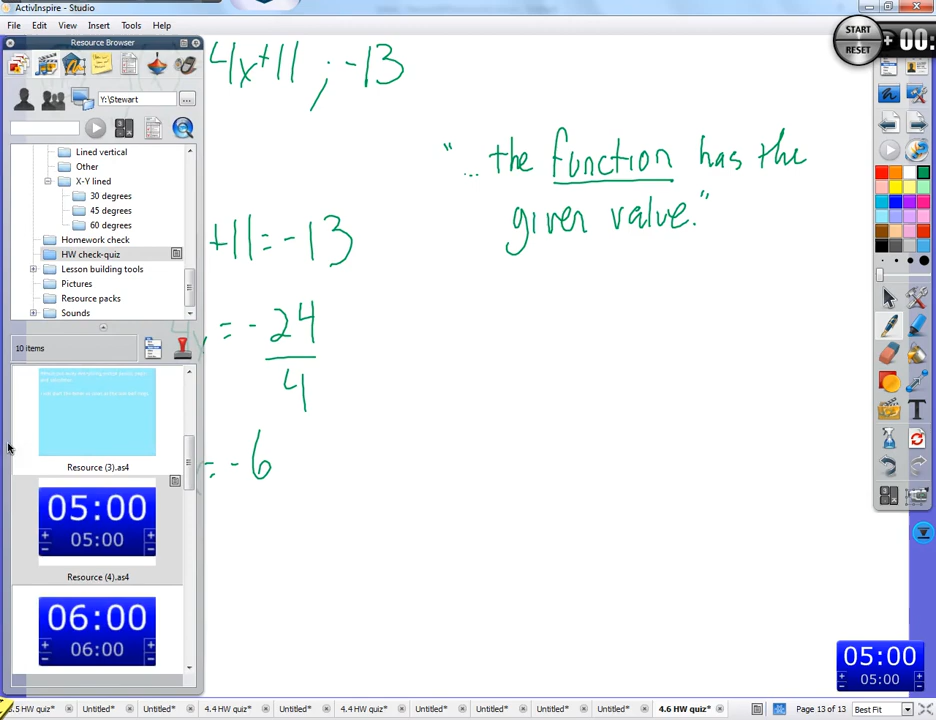 ActivInspire - Studio
File Edit View Insert Tools Help
Resource Browser
Y:\Stewart
...
Lined vertical
Other
X-Y lined
30 degrees
45 degrees
60 degrees
Homework check
HW check-quiz
Lesson building tools
Pictures
Resource packs
Sounds
10 items
Resource (3).as4
05:00
05:00
Resource (4).as4
06:00
06:00
4x+11 ; -13
" ... the function has the
given value."
+11 = -13
= -24
4
= -6
START
RESET
00:
05:00
05:00
.5 HW quiz* Untitled* Untitled* 4.4 HW quiz* Untitled* 4.4 HW quiz* Untitled* Untitled* Untitled* Untitled* 4.6 HW quiz* Page 13 of 13 Best Fit